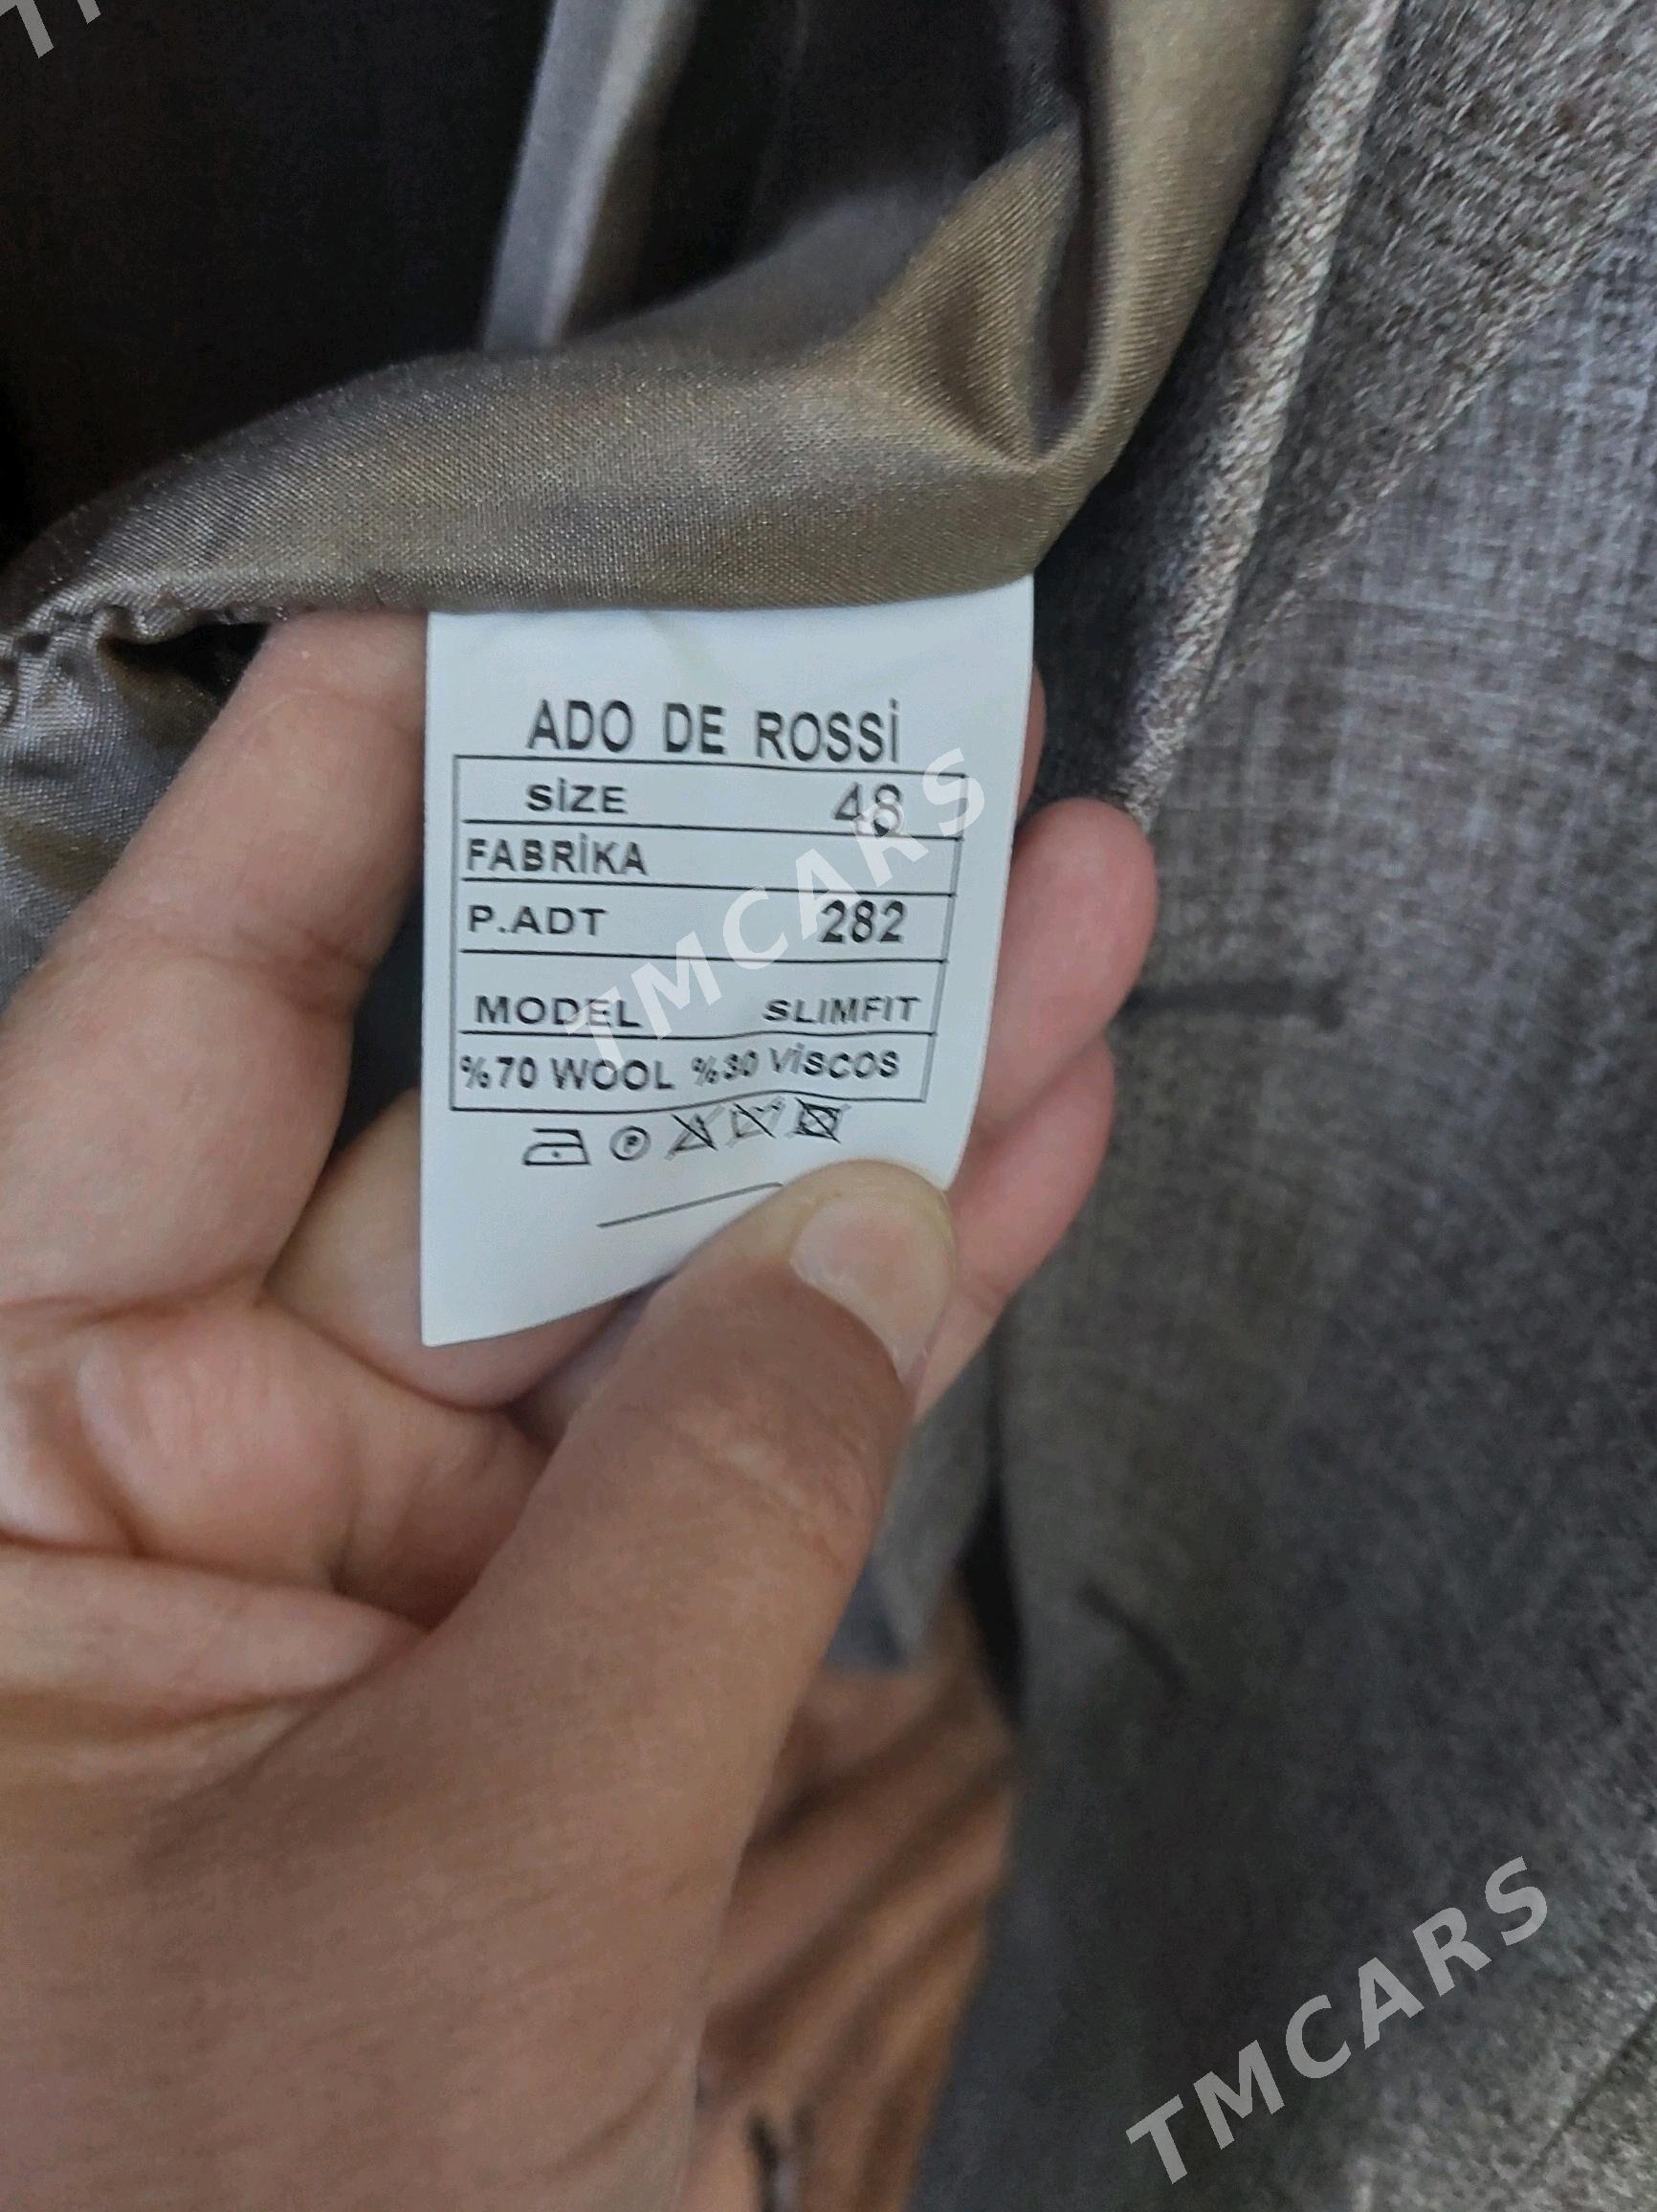 ADO DE ROSSİ
SİZE 48
FABRİKA
P.ADT 282
MODEL SLIMFIT
%70 WOOL %30 VİSCOS
P
TMCARS
TMCARS